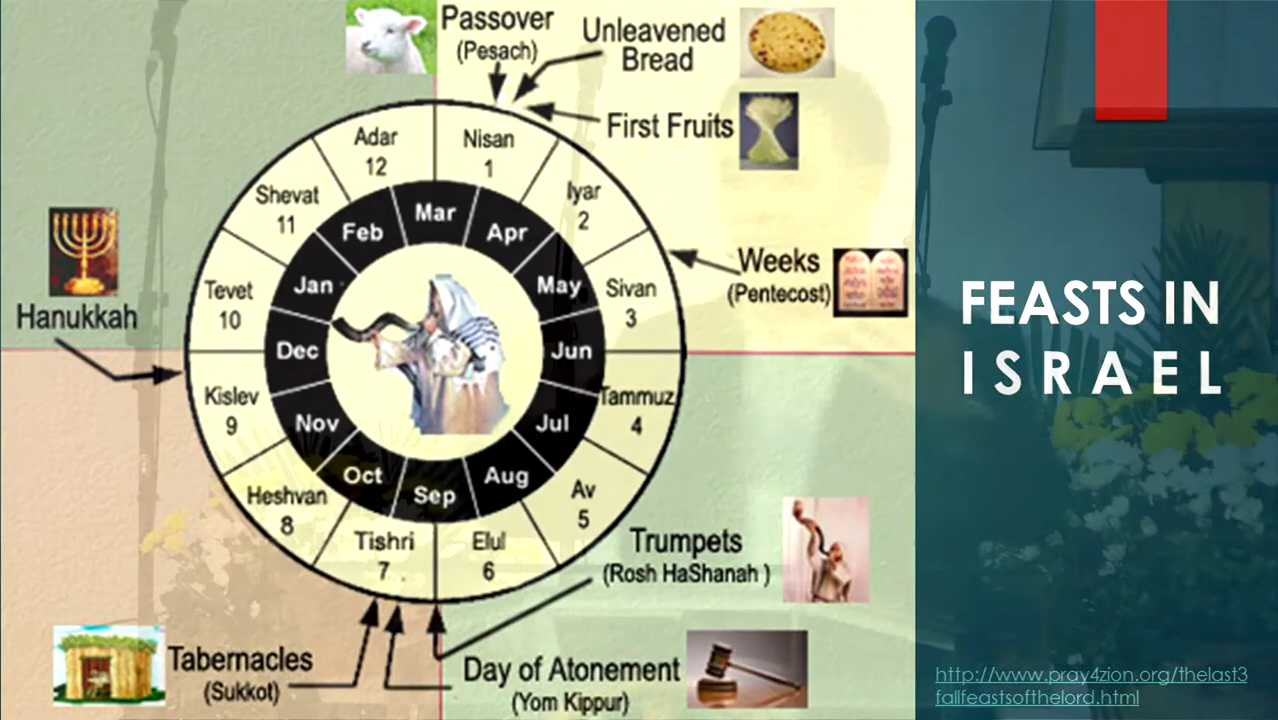 Passover
(Pesach)
Unleavened
Bread
First Fruits
Adar
12
Nisan
1
Shevat
11
Iyar
2
Feb
Mar
Apr
Weeks
(Pentecost)
Hanukkah
Tevet
10
Jan
May
Sivan
3
FEASTS IN
ISRAEL
Dec
Jun
Kislev
9
Nov
Jul
Tammuz
4
Oct
Sep
Aug
Heshvan
8
Av
5
Tishri
7
Elul
6
Trumpets
(Rosh HaShanah )
Tabernacles
(Sukkot)
Day of Atonement
(Yom Kippur)
http://www.pray4zion.org/thelast3
fallfeastsofthelord.html